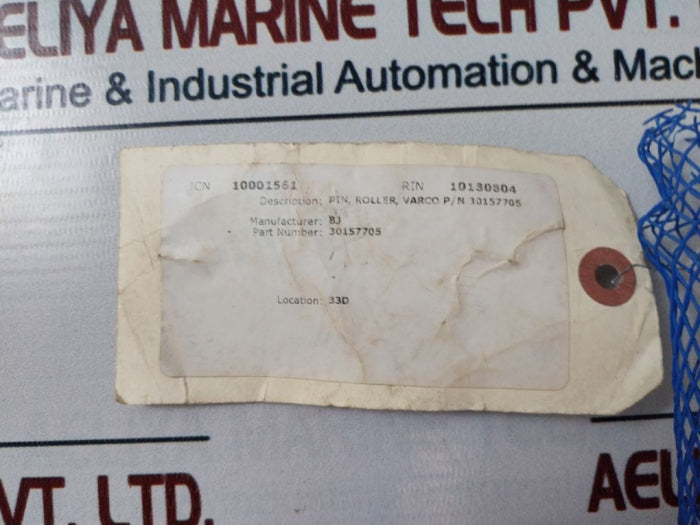 ELIYA MARINE TECH PVT.
arine & Industrial Automation & Mac
ICN 10001561 RIN 10130804
Description: PIN, ROLLER, VARCO P/N 30157705
Manufacturer: BJ
Part Number: 30157705
Location: 33D
VT. LTD.
AEL